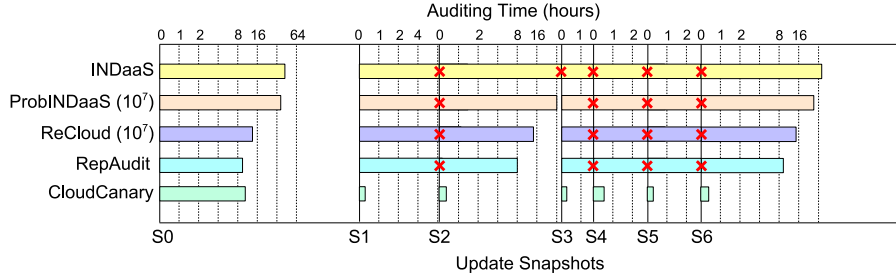 Auditing Time (hours)
0 1 2 8 16 64 0 1 2 4 0 2 8 16 0 1 0 1 2 0 1 2 0 1 2 8 16
INDaaS
ProbINDaaS (10⁷)
ReCloud (10⁷)
RepAudit
CloudCanary
S0 S1 S2 S3 S4 S5 S6
Update Snapshots